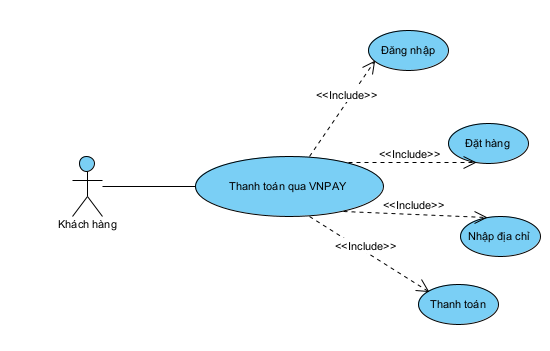 Đăng nhập
<<Include>>
Đặt hàng
<<Include>>
Thanh toán qua VNPAY
<<Include>>
Khách hàng
Nhập địa chỉ
<<Include>>
Thanh toán